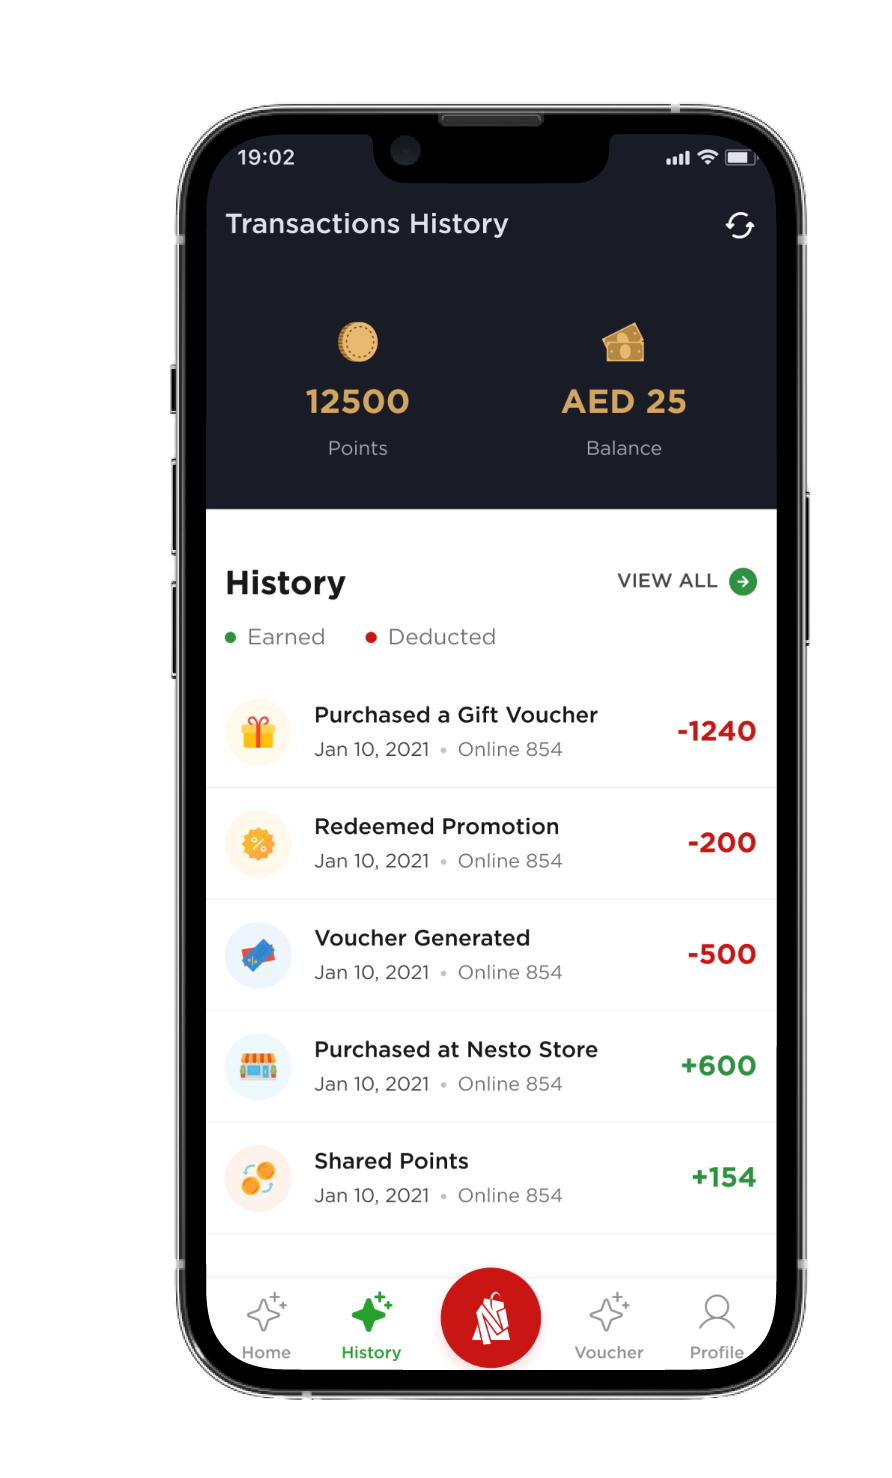 19:02
Transactions History
12500
AED 25
Points
Balance
History
VIEW ALL
Earned
Deducted
Purchased a Gift Voucher
Jan 10, 2021 • Online 854
-1240
Redeemed Promotion
Jan 10, 2021 • Online 854
-200
Voucher Generated
Jan 10, 2021 • Online 854
-500
Purchased at Nesto Store
Jan 10, 2021 • Online 854
+600
Shared Points
Jan 10, 2021 • Online 854
+154
Home
History
Voucher
Profile